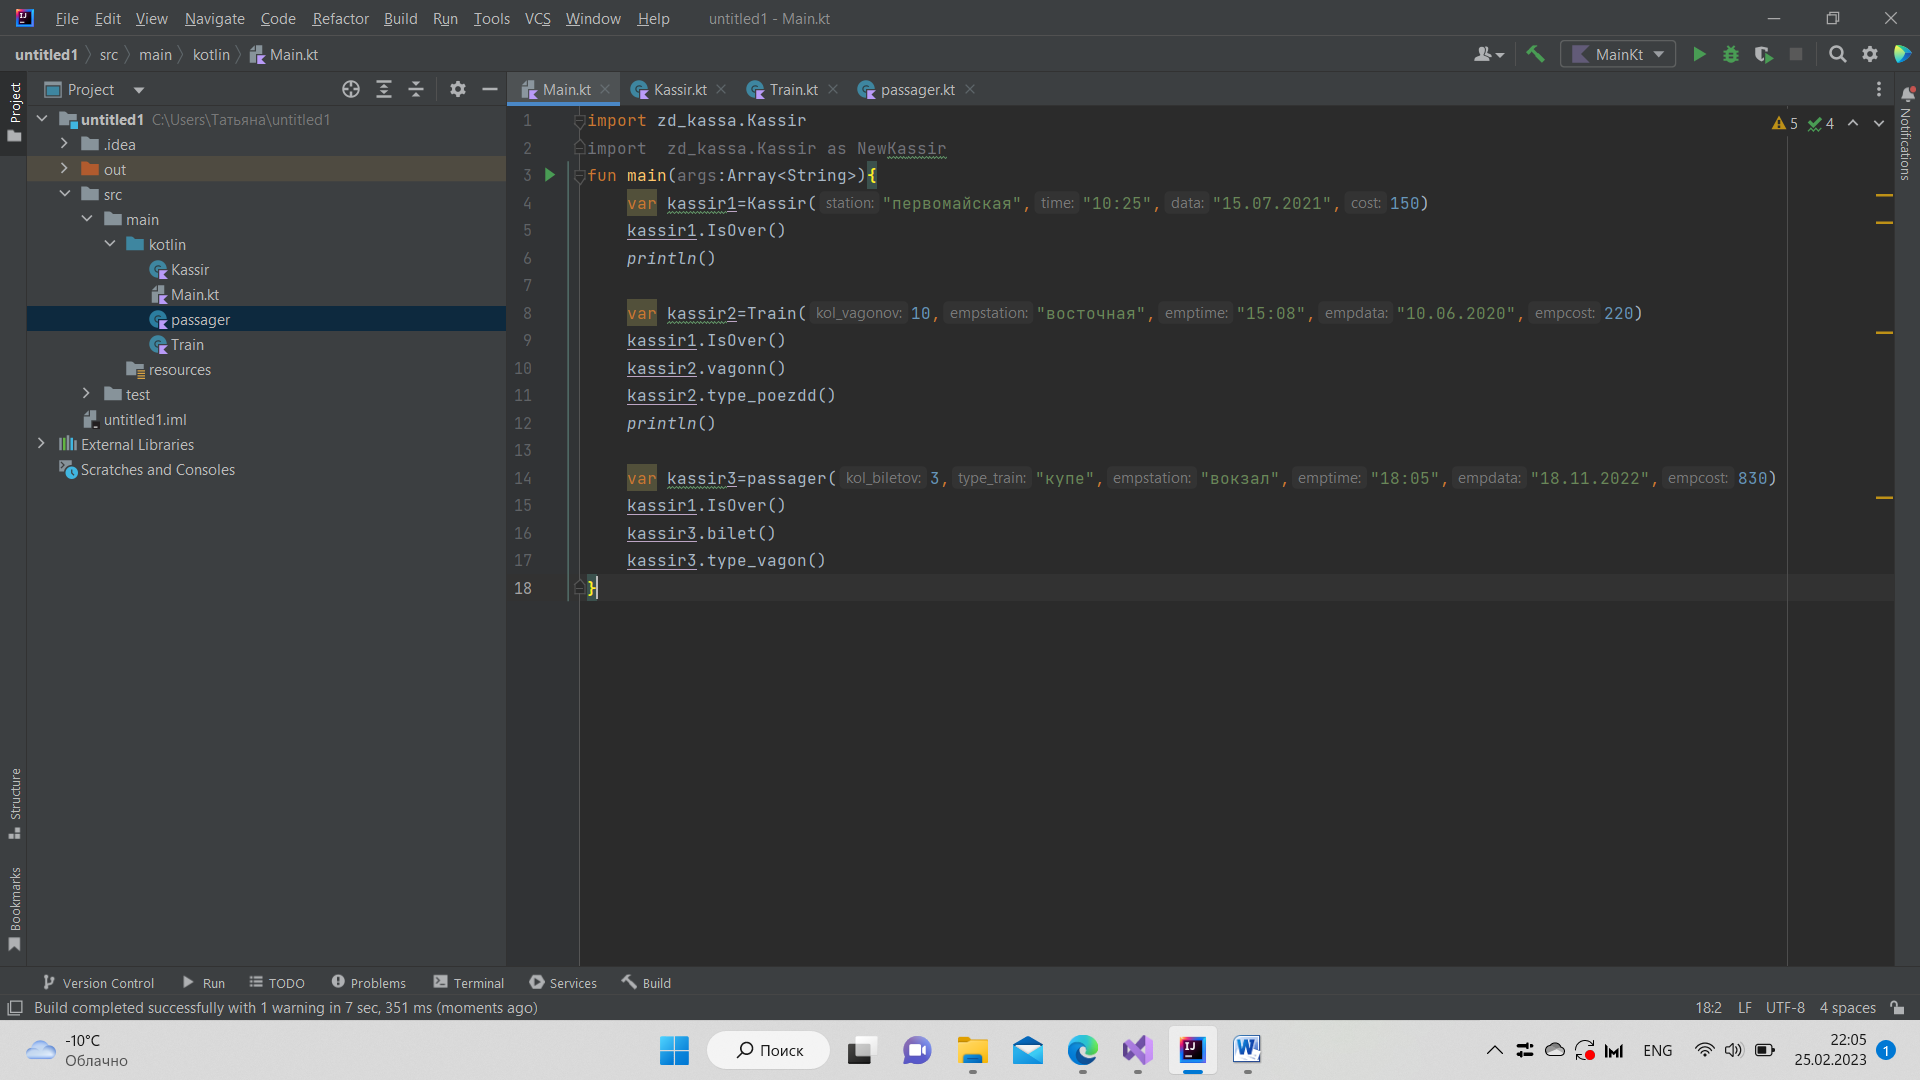 File Edit View Navigate Code Refactor Build Run Tools VCS Window Help untitled1 - Main.kt
untitled1 src main kotlin Main.kt MainKt
Project Main.kt Kassir.kt Train.kt passager.kt
Project
untitled1 C:\Users\Татьяна\untitled1
.idea
out
src
main
kotlin
Kassir
Main.kt
passager
Train
resources
test
untitled1.iml
External Libraries
Scratches and Consoles
Structure
Bookmarks
1 import zd_kassa.Kassir
2 import  zd_kassa.Kassir as NewKassir
3 fun main(args:Array<String>){
4 var kassir1=Kassir( station: "первомайская", time: "10:25", data: "15.07.2021", cost: 150)
5 kassir1.IsOver()
6 println()
7
8 var kassir2=Train( kol_vagonov: 10, empstation: "восточная", emptime: "15:08", empdata: "10.06.2020", empcost: 220)
9 kassir1.IsOver()
10 kassir2.vagonn()
11 kassir2.type_poezdd()
12 println()
13
14 var kassir3=passager( kol_biletov: 3, type_train: "купе", empstation: "вокзал", emptime: "18:05", empdata: "18.11.2022", empcost: 830)
15 kassir1.IsOver()
16 kassir3.bilet()
17 kassir3.type_vagon()
18 }
5 4
Notifications
Version Control Run TODO Problems Terminal Services Build
Build completed successfully with 1 warning in 7 sec, 351 ms (moments ago) 18:2 LF UTF-8 4 spaces
-10°C
Облачно
Поиск
ENG
22:05
25.02.2023
1